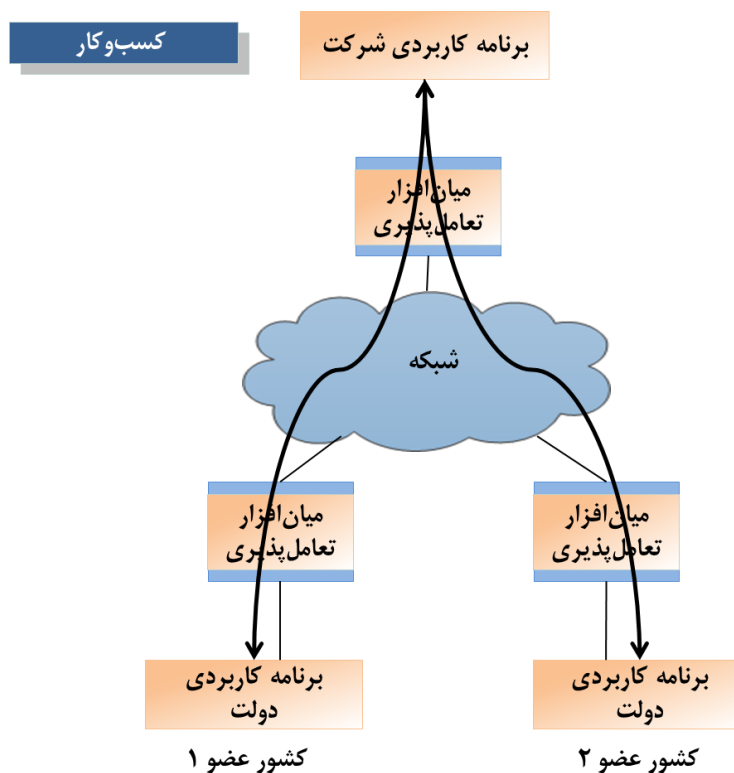 کسب‌وکار
برنامه کاربردی شرکت
میان‌افزار
تعامل‌پذیری
شبکه
میان‌افزار
تعامل‌پذیری
میان‌افزار
تعامل‌پذیری
برنامه کاربردی
دولت
برنامه کاربردی
دولت
کشور عضو ۲
کشور عضو ۱